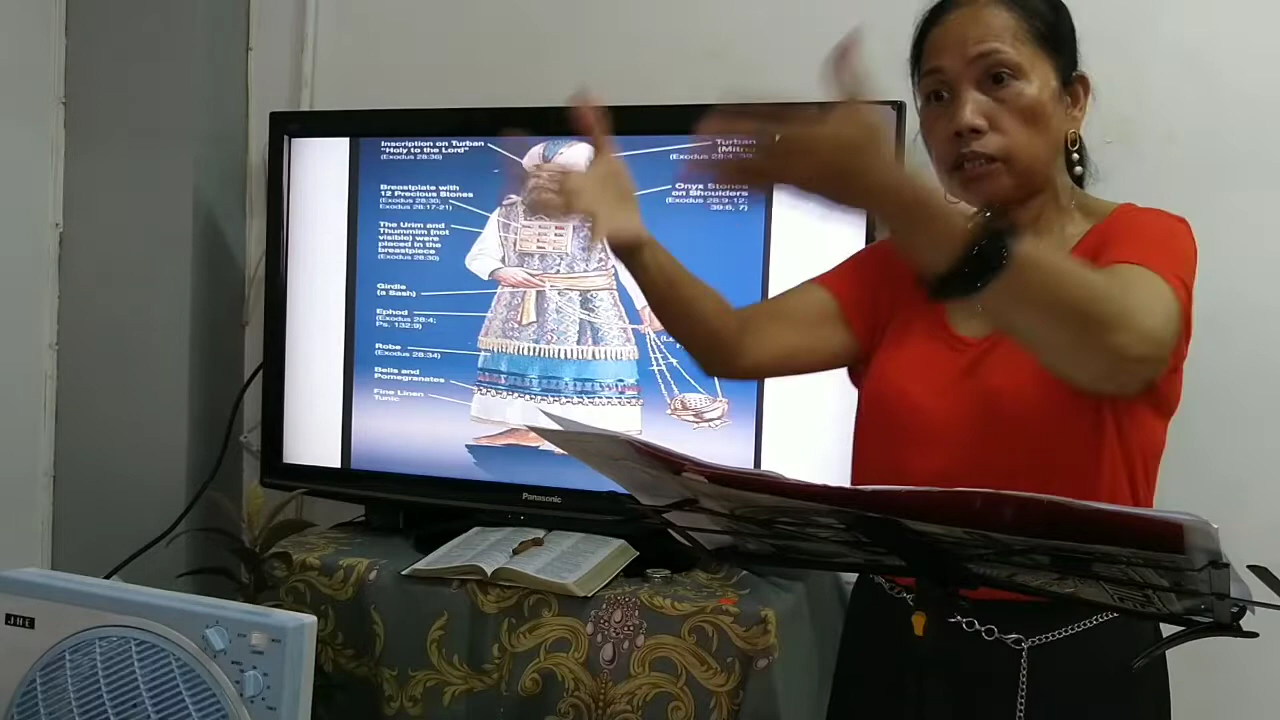 Inscription on Turban
"Holy to the Lord"
(Exodus 28:36)
Turban
(Exodus 28:4
Breastplate with
12 Precious Stones
(Exodus 28:30;
Exodus 28:17-21)
Onyx Stones
on Shoulders
(Exodus 28:9-12;
39:6, 7)
The Urim and
Thummim (not
visible) were
placed in the
breastpiece
(Exodus 28:30)
Girdle
(a Sash)
Ephod
(Exodus 28:4;
Ps. 132:9)
Robe
(Exodus 28:34)
Bells and
Pomegranates
Fine Linen
Tunic
Panasonic